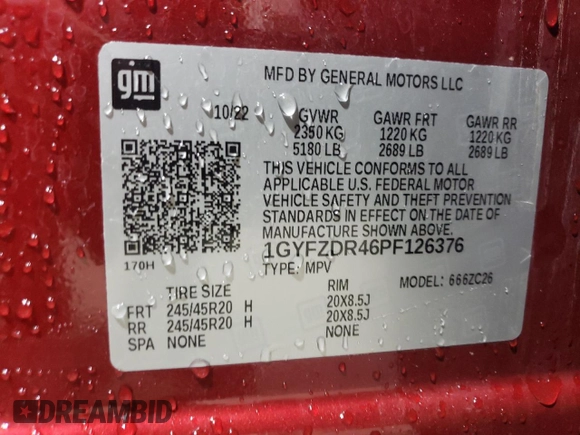 gm
MFD BY GENERAL MOTORS LLC
10/22
GVWR GAWR FRT GAWR RR
2350 KG 1220 KG 1220 KG
5180 LB 2689 LB 2689 LB
THIS VEHICLE CONFORMS TO ALL
APPLICABLE U.S. FEDERAL MOTOR
VEHICLE SAFETY AND THEFT PREVENTION
STANDARDS IN EFFECT ON THE DATE OF
MANUFACTURE SHOWN ABOVE.
170H
1GYFZDR46PF126376
TYPE: MPV MODEL: 666ZC26
TIRE SIZE RIM
FRT 245/45R20 H 20X8.5J
RR 245/45R20 H 20X8.5J
SPA NONE NONE
DREAMBID